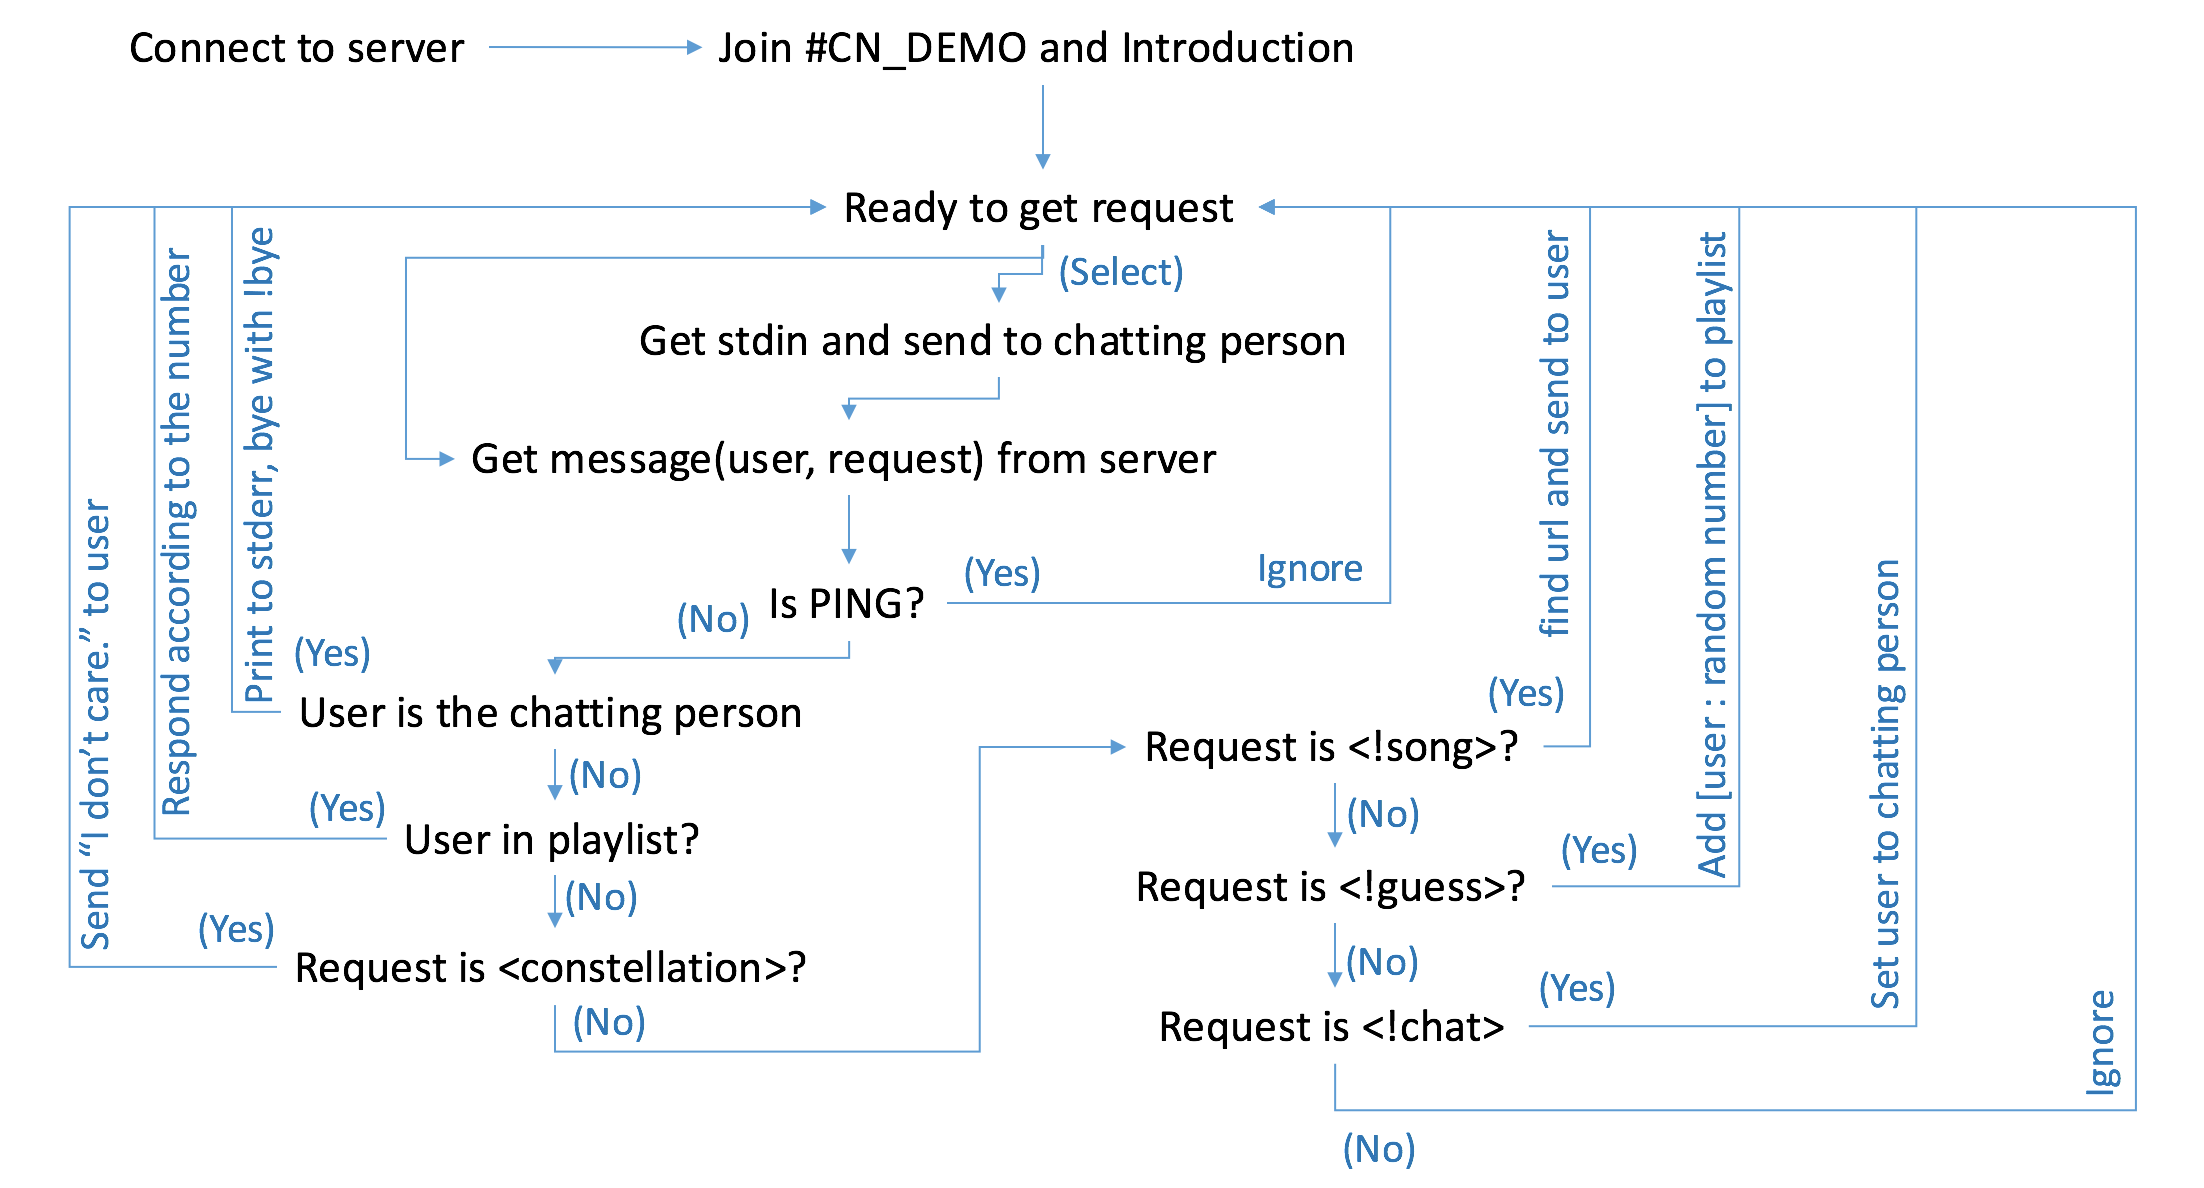 Connect to server
Join #CN_DEMO and Introduction
Ready to get request
(Select)
Get stdin and send to chatting person
Get message(user, request) from server
Is PING?
(Yes)
Ignore
(No)
User is the chatting person
(Yes)
Print to stderr, bye with !bye
(No)
User in playlist?
(Yes)
Respond according to the number
(No)
Request is <constellation>?
(Yes)
Send “I don’t care.” to user
(No)
Request is <!song>?
(Yes)
find url and send to user
(No)
Request is <!guess>?
(Yes)
Add [user : random number] to playlist
(No)
Request is <!chat>
(Yes)
Set user to chatting person
(No)
Ignore